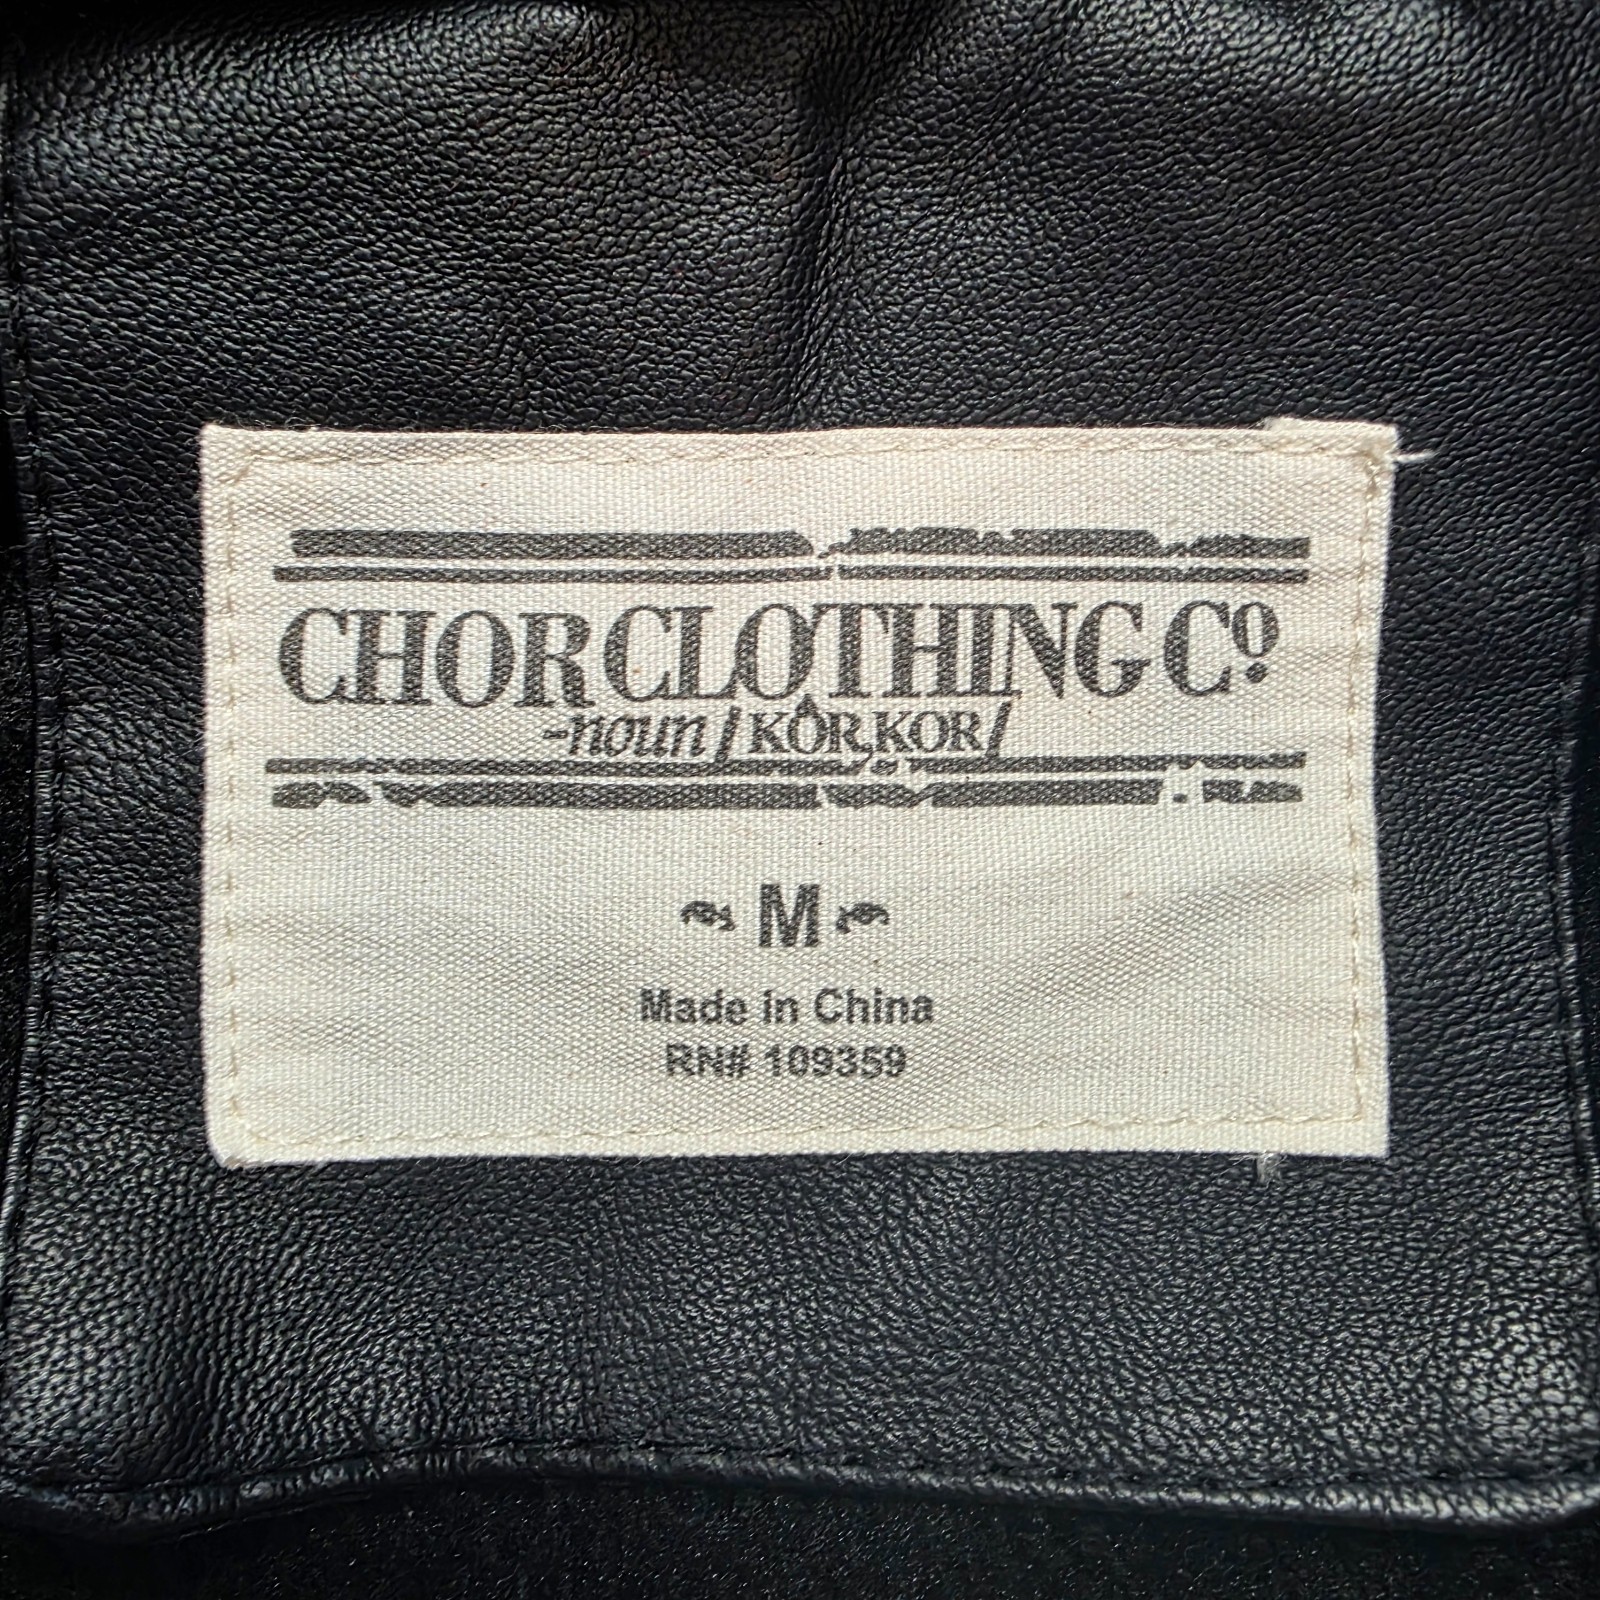 CHOR CLOTHING Cº
-noun / KÔR, KOR /
M
Made in China
RN# 109359